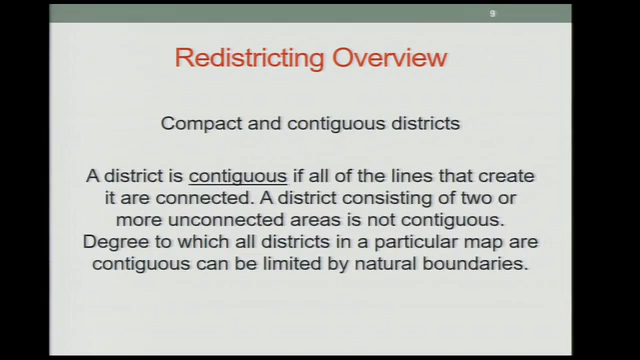 9
Redistricting Overview
Compact and contiguous districts
A district is contiguous if all of the lines that create
it are connected. A district consisting of two or
more unconnected areas is not contiguous.
Degree to which all districts in a particular map are
contiguous can be limited by natural boundaries.